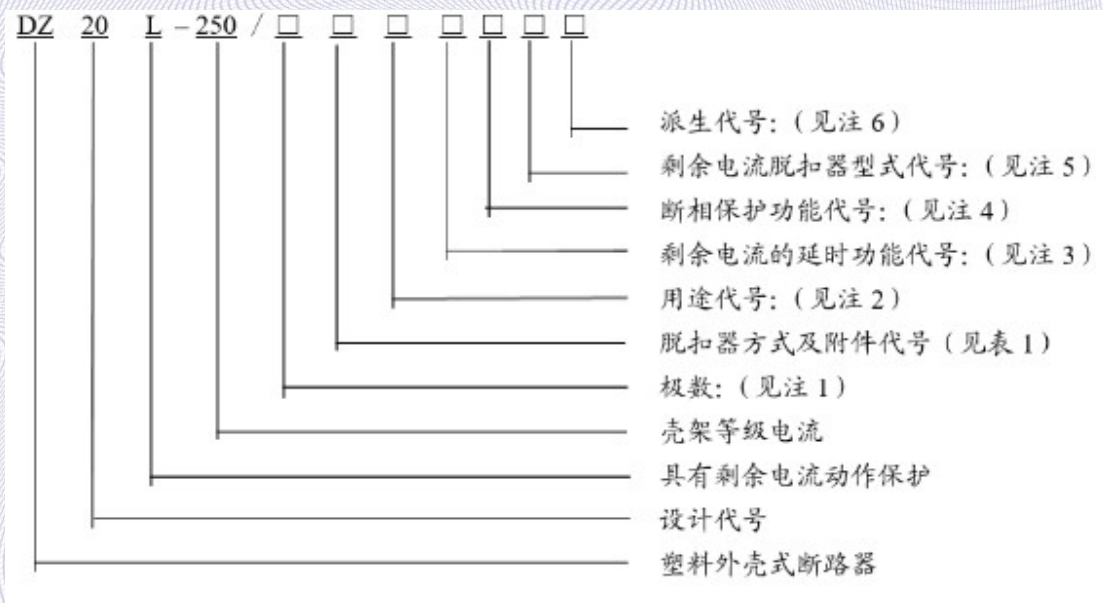 DZ 20 L - 250 / □ □ □ □ □ □ □
派生代号:(见注 6)
剩余电流脱扣器型式代号:(见注 5)
断相保护功能代号:(见注 4)
剩余电流的延时功能代号:(见注 3)
用途代号:(见注 2)
脱扣器方式及附件代号(见表 1)
极数:(见注 1)
壳架等级电流
具有剩余电流动作保护
设计代号
塑料外壳式断路器